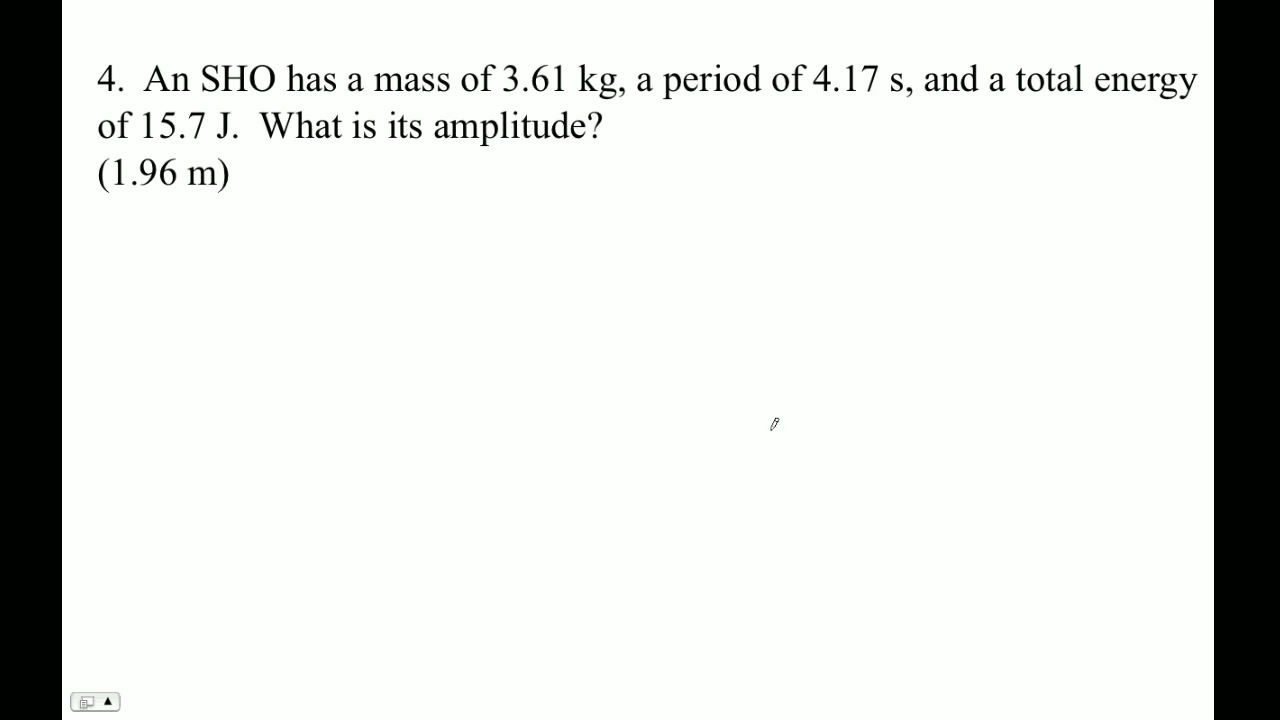 4. An SHO has a mass of 3.61 kg, a period of 4.17 s, and a total energy
of 15.7 J. What is its amplitude?
(1.96 m)